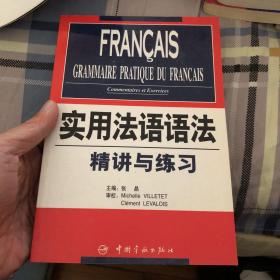 FRANÇAIS
GRAMMAIRE PRATIQUE DU FRANÇAIS
Commentaires et Exercices
实用法语语法
精讲与练习
主编：张 晶
审校：Michelle VILLETET
Clément LEVALOIS
中国宇航出版社